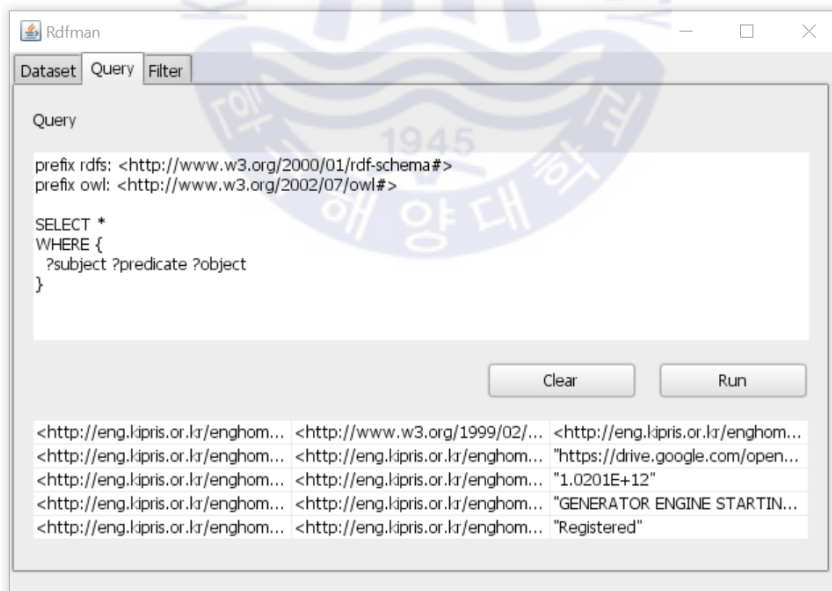 Rdfman
Dataset Query Filter
Query
1945
prefix rdfs: <http://www.w3.org/2000/01/rdf-schema#>
prefix owl: <http://www.w3.org/2002/07/owl#>
해양대학교
SELECT *
WHERE {
?subject ?predicate ?object
}
Clear Run
<http://eng.kipris.or.kr/enghom... <http://www.w3.org/1999/02/... <http://eng.kipris.or.kr/enghom...
<http://eng.kipris.or.kr/enghom... <http://eng.kipris.or.kr/enghom... "https://drive.google.com/open...
<http://eng.kipris.or.kr/enghom... <http://eng.kipris.or.kr/enghom... "1.0201E+12"
<http://eng.kipris.or.kr/enghom... <http://eng.kipris.or.kr/enghom... "GENERATOR ENGINE STARTIN...
<http://eng.kipris.or.kr/enghom... <http://eng.kipris.or.kr/enghom... "Registered"